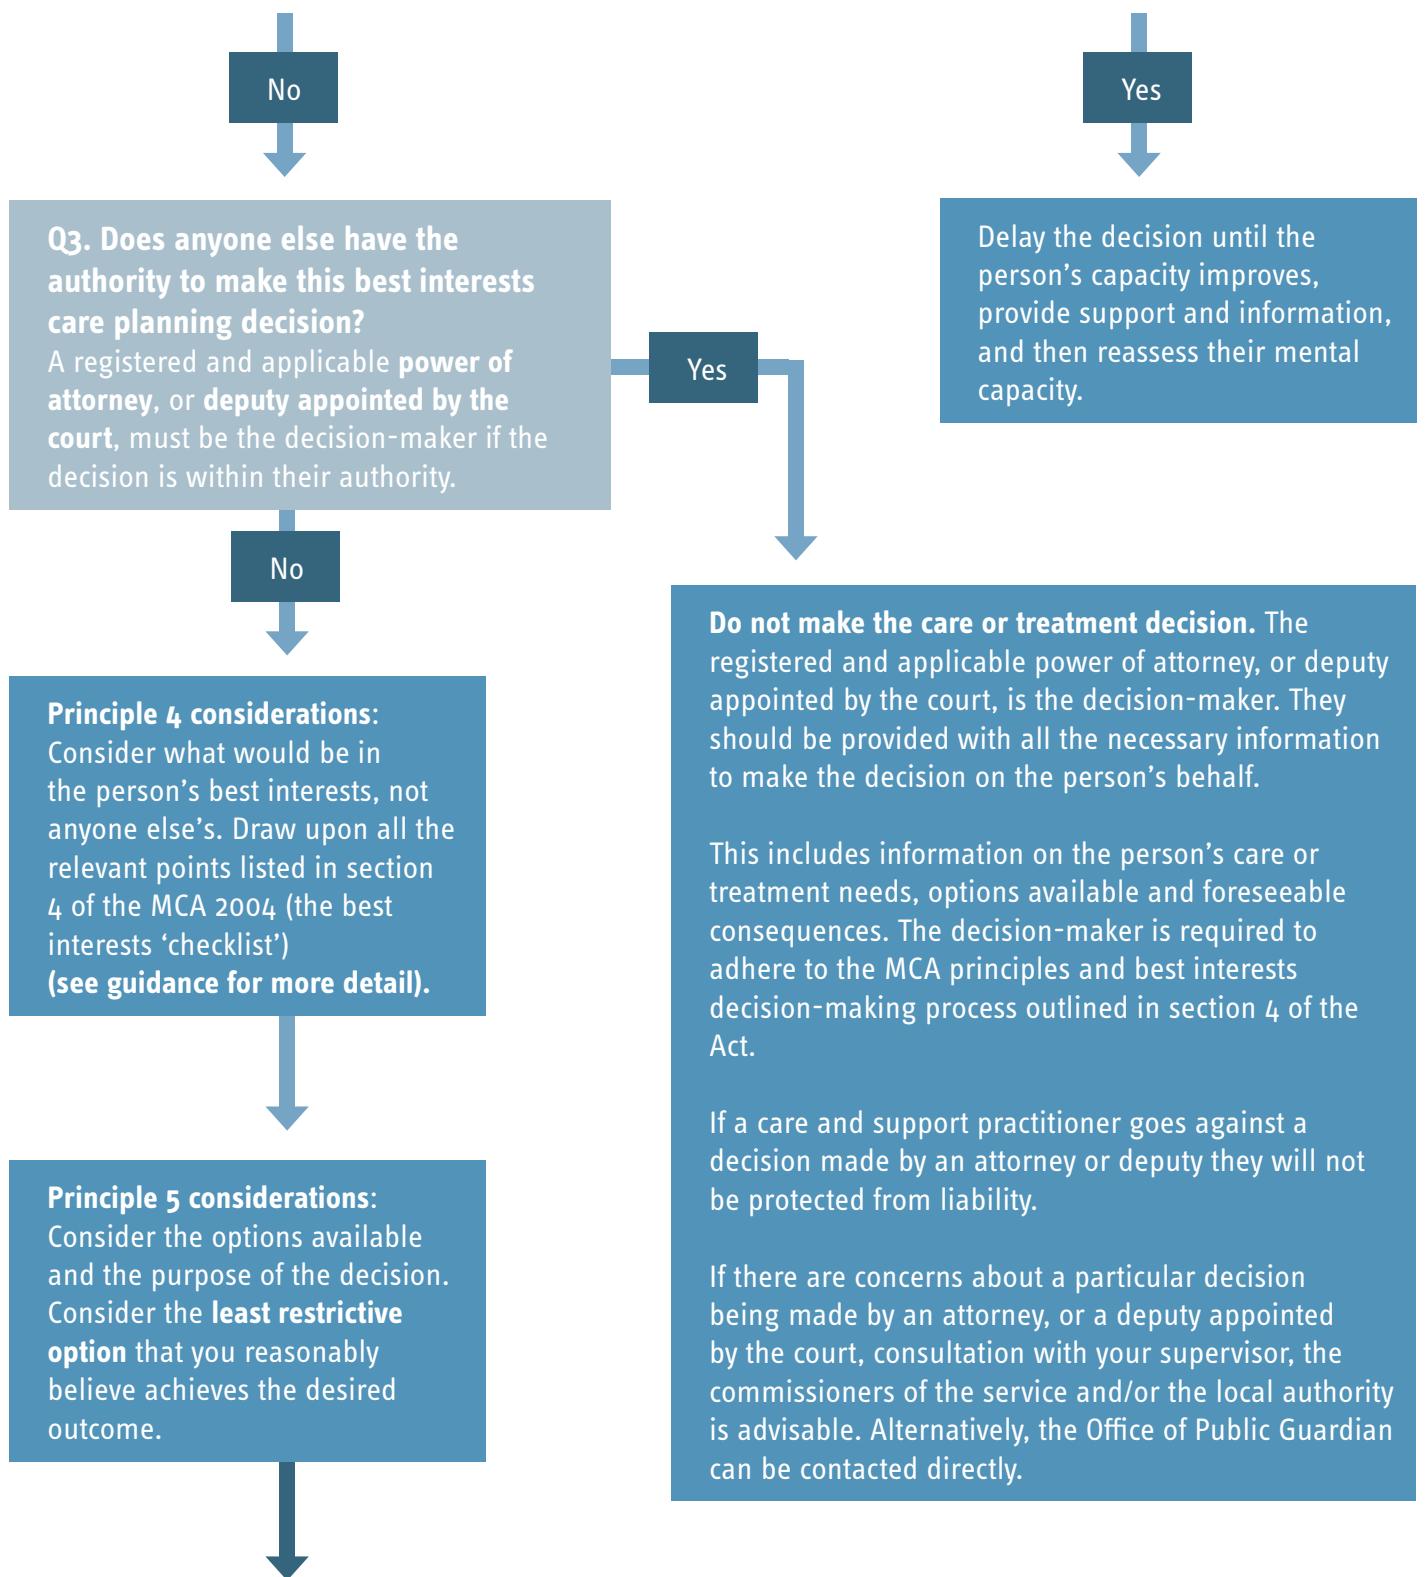 No
Yes
Q3. Does anyone else have the
authority to make this best interests
care planning decision?
A registered and applicable power of
attorney, or deputy appointed by the
court, must be the decision-maker if the
decision is within their authority.
Yes
Delay the decision until the
person’s capacity improves,
provide support and information,
and then reassess their mental
capacity.
No
Principle 4 considerations:
Consider what would be in
the person’s best interests, not
anyone else’s. Draw upon all the
relevant points listed in section
4 of the MCA 2004 (the best
interests ‘checklist’)
(see guidance for more detail).
Principle 5 considerations:
Consider the options available
and the purpose of the decision.
Consider the least restrictive
option that you reasonably
believe achieves the desired
outcome.
Do not make the care or treatment decision. The
registered and applicable power of attorney, or deputy
appointed by the court, is the decision-maker. They
should be provided with all the necessary information
to make the decision on the person’s behalf.
This includes information on the person’s care or
treatment needs, options available and foreseeable
consequences. The decision-maker is required to
adhere to the MCA principles and best interests
decision-making process outlined in section 4 of the
Act.
If a care and support practitioner goes against a
decision made by an attorney or deputy they will not
be protected from liability.
If there are concerns about a particular decision
being made by an attorney, or a deputy appointed
by the court, consultation with your supervisor, the
commissioners of the service and/or the local authority
is advisable. Alternatively, the Office of Public Guardian
can be contacted directly.